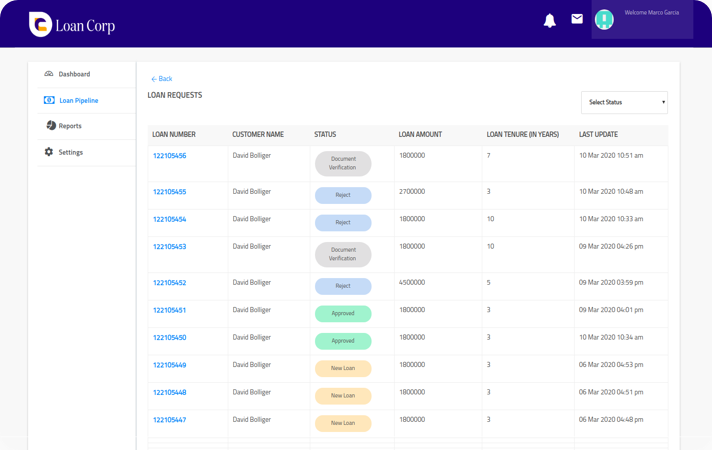 Loan Corp
Welcome Marco Garcia
Dashboard
Loan Pipeline
Reports
Settings
← Back
LOAN REQUESTS
Select Status
LOAN NUMBER CUSTOMER NAME STATUS LOAN AMOUNT LOAN TENURE (IN YEARS) LAST UPDATE
122105456 David Bolliger Document Verification 1800000 7 10 Mar 2020 10:51 am
122105455 David Bolliger Reject 2700000 3 10 Mar 2020 10:48 am
122105454 David Bolliger Reject 1800000 10 10 Mar 2020 10:33 am
122105453 David Bolliger Document Verification 1800000 10 09 Mar 2020 04:26 pm
122105452 David Bolliger Reject 4500000 5 09 Mar 2020 03:59 pm
122105451 David Bolliger Approved 1800000 3 09 Mar 2020 04:01 pm
122105450 David Bolliger Approved 1800000 3 10 Mar 2020 10:34 am
122105449 David Bolliger New Loan 1800000 3 06 Mar 2020 04:53 pm
122105448 David Bolliger New Loan 1800000 3 06 Mar 2020 04:51 pm
122105447 David Bolliger New Loan 1800000 3 06 Mar 2020 04:48 pm